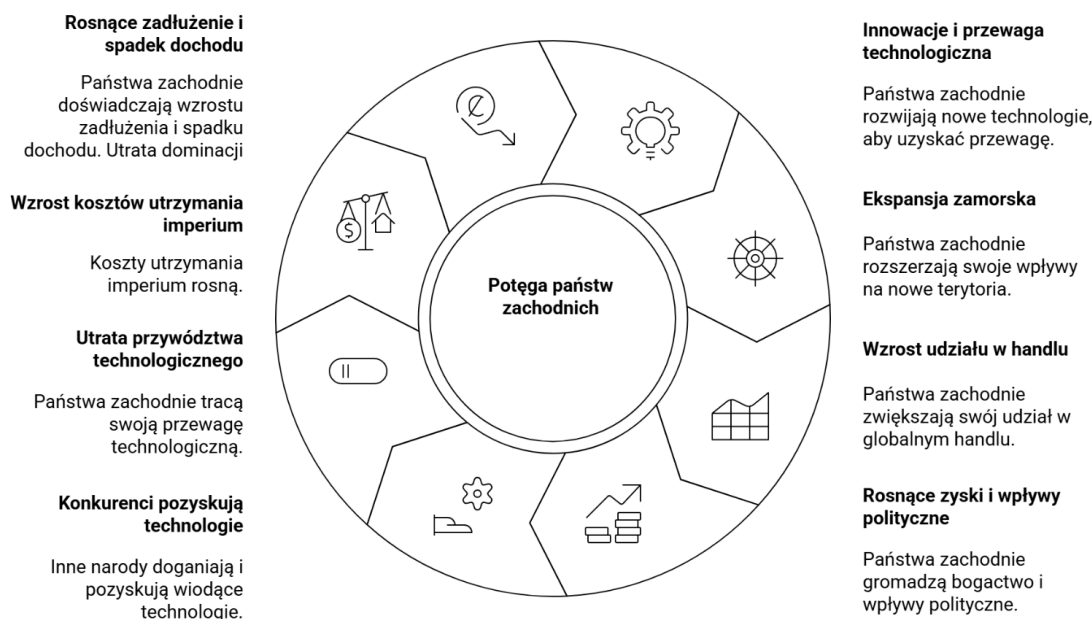 Rosnące zadłużenie i
spadek dochodu
Państwa zachodnie
doświadczają wzrostu
zadłużenia i spadku
dochodu. Utrata dominacji
Wzrost kosztów utrzymania
imperium
Koszty utrzymania
imperium rosną.
Utrata przywództwa
technologicznego
Państwa zachodnie tracą
swoją przewagę
technologiczną.
Konkurenci pozyskują
technologie
Inne narody doganiają i
pozyskują wiodące
technologie.
Potęga państw
zachodnich
Innowacje i przewaga
technologiczna
Państwa zachodnie
rozwijają nowe technologie,
aby uzyskać przewagę.
Ekspansja zamorska
Państwa zachodnie
rozszerzają swoje wpływy
na nowe terytoria.
Wzrost udziału w handlu
Państwa zachodnie
zwiększają swój udział w
globalnym handlu.
Rosnące zyski i wpływy
polityczne
Państwa zachodnie
gromadzą bogactwo i
wpływy polityczne.